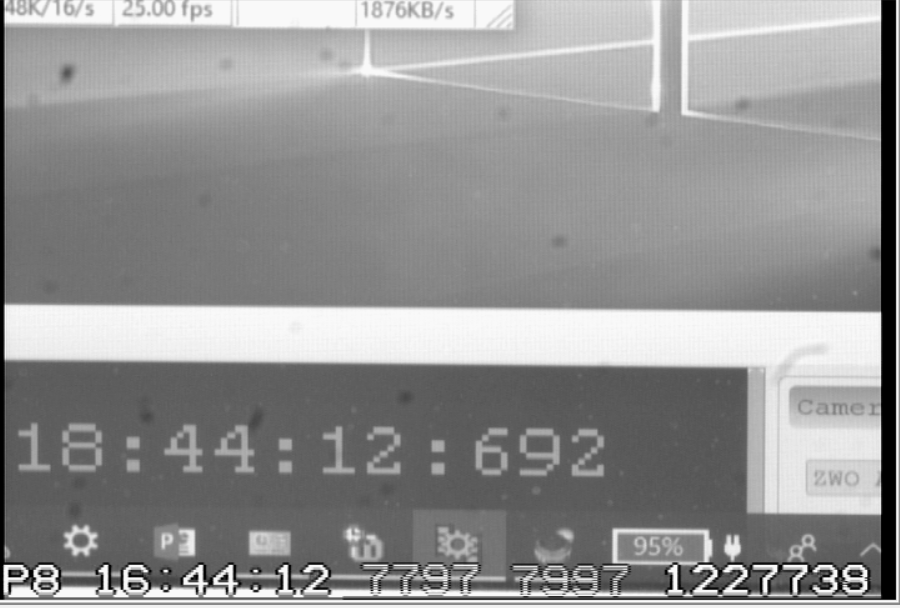 48K/16/s 25.00 fps 1876KB/s
18:44:12:692
Camer
ZWO
95%
P8 16:44:12 7797 7997 1227738